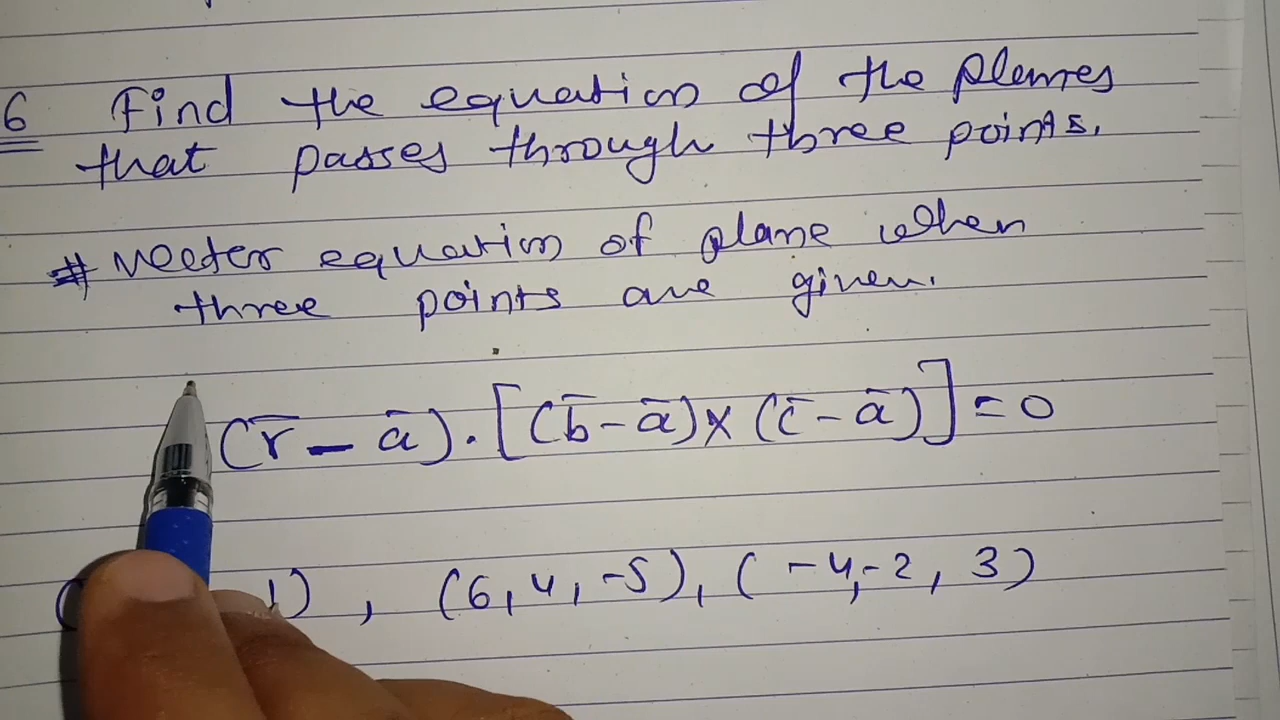 6 Find the equation of the planes
that passes through three points.
# Vector equation of plane when
three points are given.
(r̄ - ā) . [(b̄ - ā) × (c̄ - ā)] = 0
( 1) , (6, 4, -5), (-4, -2, 3)